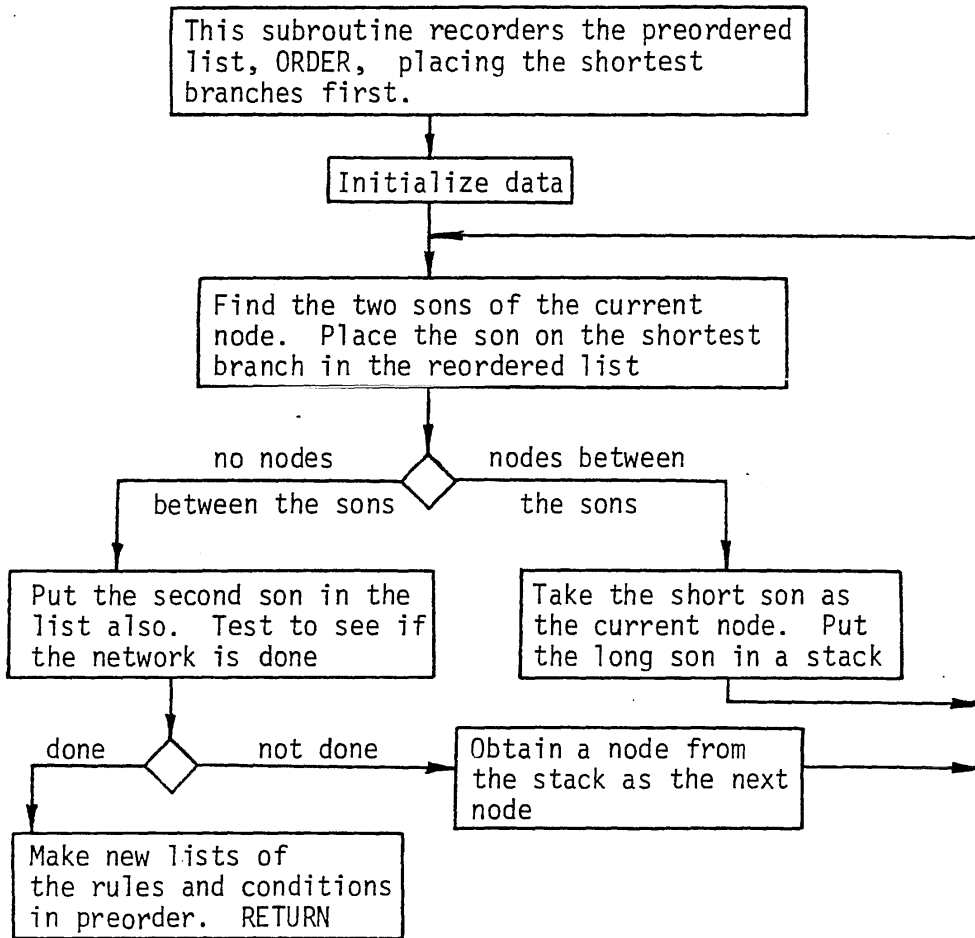 This subroutine recorders the preordered
list, ORDER, placing the shortest
branches first.
Initialize data
Find the two sons of the current
node. Place the son on the shortest
branch in the reordered list
no nodes
between the sons
nodes between
the sons
Put the second son in the
list also. Test to see if
the network is done
Take the short son as
the current node. Put
the long son in a stack
done
not done
Obtain a node from
the stack as the next
node
Make new lists of
the rules and conditions
in preorder. RETURN